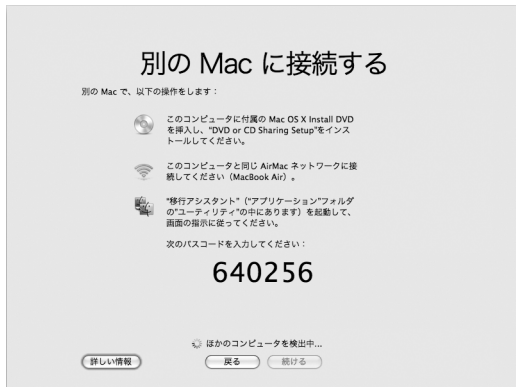 別の Mac に接続する
別の Mac で、以下の操作をします：
このコンピュータに付属の Mac OS X Install DVD
を挿入し、"DVD or CD Sharing Setup"をインス
トールしてください。
このコンピュータと同じ AirMac ネットワークに接
続してください（MacBook Air）。
"移行アシスタント"（"アプリケーション"フォルダ
の"ユーティリティ"の中にあります）を起動して、
画面の指示に従ってください。
次のパスコードを入力してください：
640256
ほかのコンピュータを検出中...
詳しい情報
戻る
続ける